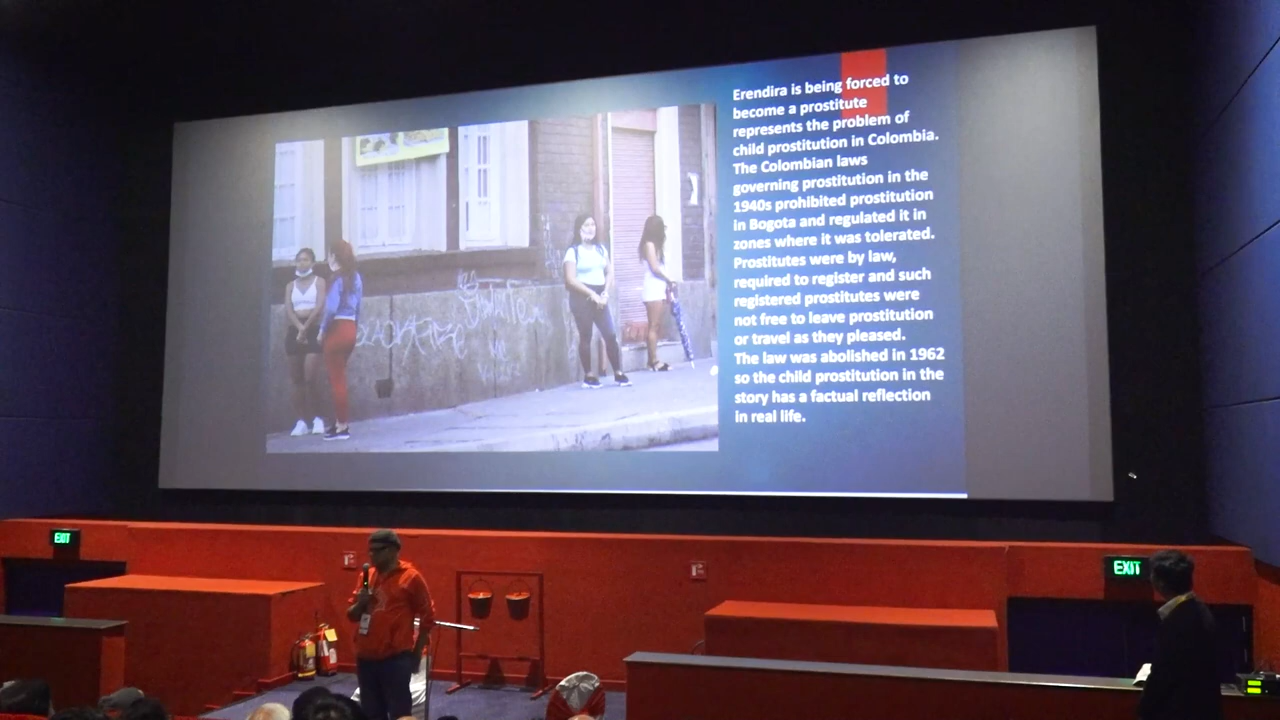 Erendira is being forced to
become a prostitute
represents the problem of
child prostitution in Colombia.
The Colombian laws
governing prostitution in the
1940s prohibited prostitution
in Bogota and regulated it in
zones where it was tolerated.
Prostitutes were by law,
required to register and such
registered prostitutes were
not free to leave prostitution
or travel as they pleased.
The law was abolished in 1962
so the child prostitution in the
story has a factual reflection
in real life.
EXIT
EXIT